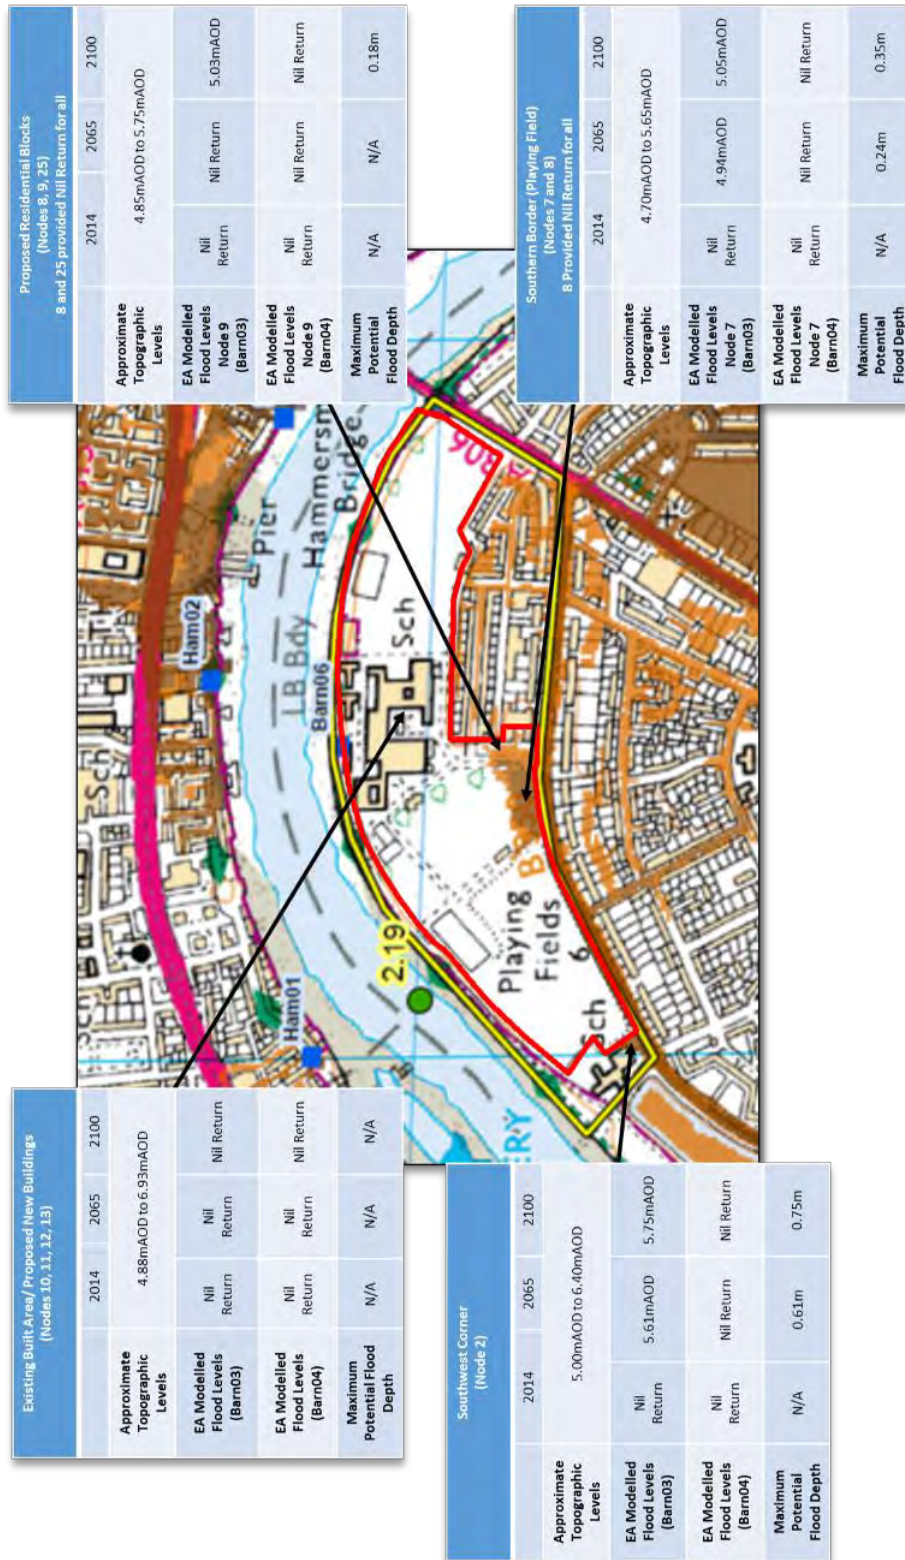 Existing Built Area/ Proposed New Buildings
(Nodes 10, 11, 12, 13)
2014 2065 2100
Approximate
Topographic
Levels
4.88mAOD to 6.93mAOD
EA Modelled
Flood Levels
(Barn03)
Nil
Return
Nil
Return
Nil Return
EA Modelled
Flood Levels
(Barn04)
Nil
Return
Nil
Return
Nil Return
Maximum
Potential Flood
Depth
N/A N/A N/A
Proposed Residential Blocks
(Nodes 8, 9, 25)
8 and 25 provided Nil Return for all
2014 2065 2100
Approximate
Topographic
Levels
4.85mAOD to 5.75mAOD
EA Modelled
Flood Levels
Node 9
(Barn03)
Nil
Return
Nil Return
5.03mAOD
EA Modelled
Flood Levels
Node 9
(Barn04)
Nil
Return
Nil Return
Nil Return
Maximum
Potential
Flood Depth
N/A N/A 0.18m
Southwest Corner
(Node 2)
2014 2065 2100
Approximate
Topographic
Levels
5.00mAOD to 6.40mAOD
EA Modelled
Flood Levels
(Barn03)
Nil
Return
5.61mAOD
5.75mAOD
EA Modelled
Flood Levels
(Barn04)
Nil
Return
Nil Return
Nil Return
Maximum
Potential
Flood Depth
N/A 0.61m 0.75m
Southern Border (Playing Field)
(Nodes 7 and 8)
8 Provided Nil Return for all
2014 2065 2100
Approximate
Topographic
Levels
4.70mAOD to 5.65mAOD
EA Modelled
Flood Levels
Node 7
(Barn03)
Nil
Return
4.94mAOD
5.05mAOD
EA Modelled
Flood Levels
Node 7
(Barn04)
Nil
Return
Nil Return
Nil Return
Maximum
Potential
Flood Depth
N/A 0.24m 0.35m
Sch
Ham01
Ham02
Pier
Hammersm
Bridge
LB Bdy
Barn06
2.19
Sch
Playing
Fields
6
B
Sch
ERY